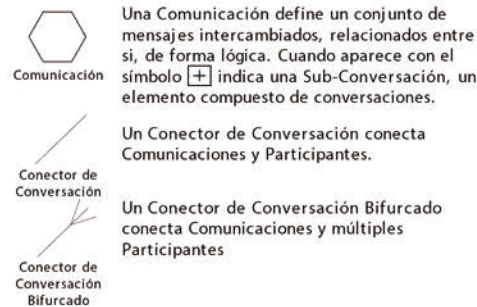 Una Comunicación define un conjunto de
mensajes intercambiados, relacionados entre
si, de forma lógica. Cuando aparece con el
símbolo + indica una Sub-Conversación, un
elemento compuesto de conversaciones.
Comunicación
Un Conector de Conversación conecta
Comunicaciones y Participantes.
Conector de
Conversación
Un Conector de Conversación Bifurcado
conecta Comunicaciones y múltiples
Participantes
Conector de
Conversación
Bifurcado